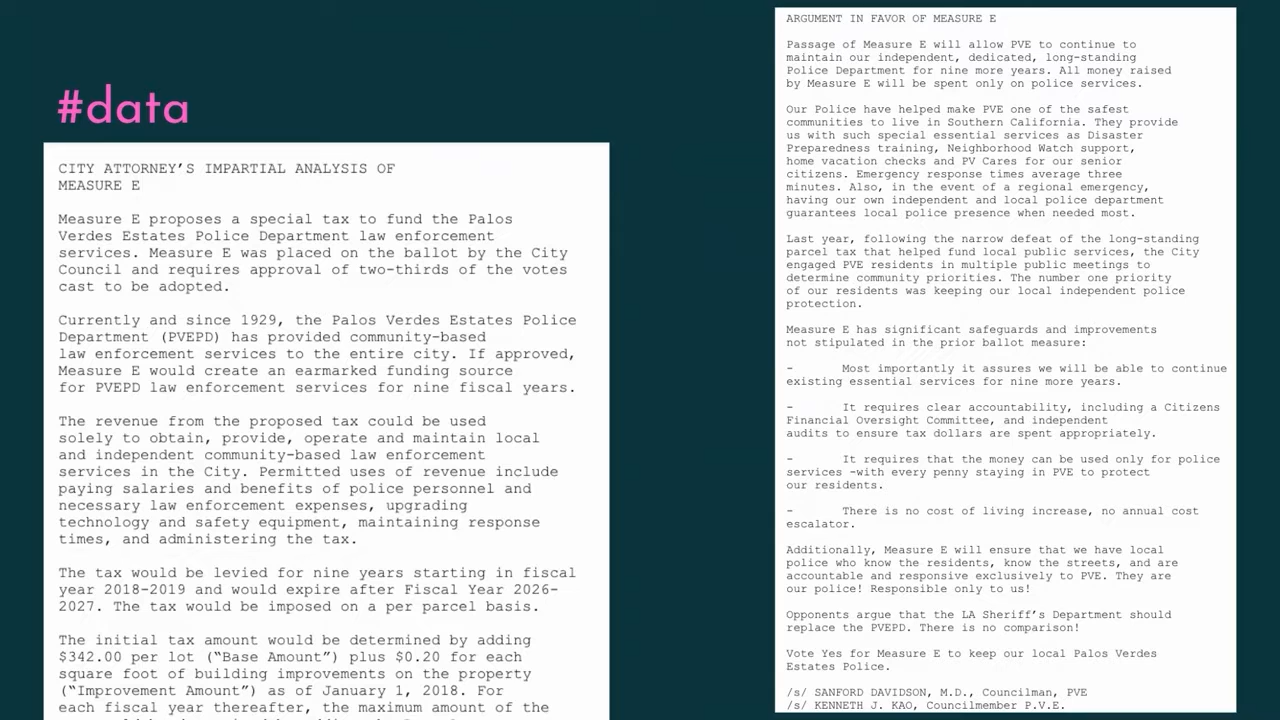 #data
CITY ATTORNEY’S IMPARTIAL ANALYSIS OF
MEASURE E
Measure E proposes a special tax to fund the Palos
Verdes Estates Police Department law enforcement
services. Measure E was placed on the ballot by the City
Council and requires approval of two-thirds of the votes
cast to be adopted.
Currently and since 1929, the Palos Verdes Estates Police
Department (PVEPD) has provided community-based
law enforcement services to the entire city. If approved,
Measure E would create an earmarked funding source
for PVEPD law enforcement services for nine fiscal years.
The revenue from the proposed tax could be used
solely to obtain, provide, operate and maintain local
and independent community-based law enforcement
services in the City. Permitted uses of revenue include
paying salaries and benefits of police personnel and
necessary law enforcement expenses, upgrading
technology and safety equipment, maintaining response
times, and administering the tax.
The tax would be levied for nine years starting in fiscal
year 2018-2019 and would expire after Fiscal Year 2026-
2027. The tax would be imposed on a per parcel basis.
The initial tax amount would be determined by adding
$342.00 per lot (“Base Amount”) plus $0.20 for each
square foot of building improvements on the property
(“Improvement Amount”) as of January 1, 2018. For
each fiscal year thereafter, the maximum amount of the
ARGUMENT IN FAVOR OF MEASURE E
Passage of Measure E will allow PVE to continue to
maintain our independent, dedicated, long-standing
Police Department for nine more years. All money raised
by Measure E will be spent only on police services.
Our Police have helped make PVE one of the safest
communities to live in Southern California. They provide
us with such special essential services as Disaster
Preparedness training, Neighborhood Watch support,
home vacation checks and PV Cares for our senior
citizens. Emergency response times average three
minutes. Also, in the event of a regional emergency,
having our own independent and local police department
guarantees local police presence when needed most.
Last year, following the narrow defeat of the long-standing
parcel tax that helped fund local public services, the City
engaged PVE residents in multiple public meetings to
determine community priorities. The number one priority
of our residents was keeping our local independent police
protection.
Measure E has significant safeguards and improvements
not stipulated in the prior ballot measure:
- Most importantly it assures we will be able to continue
existing essential services for nine more years.
- It requires clear accountability, including a Citizens
Financial Oversight Committee, and independent
audits to ensure tax dollars are spent appropriately.
- It requires that the money can be used only for police
services -with every penny staying in PVE to protect
our residents.
- There is no cost of living increase, no annual cost
escalator.
Additionally, Measure E will ensure that we have local
police who know the residents, know the streets, and are
accountable and responsive exclusively to PVE. They are
our police! Responsible only to us!
Opponents argue that the LA Sheriff’s Department should
replace the PVEPD. There is no comparison!
Vote Yes for Measure E to keep our local Palos Verdes
Estates Police.
/s/ SANFORD DAVIDSON, M.D., Councilman, PVE
/s/ KENNETH J. KAO, Councilmember P.V.E.